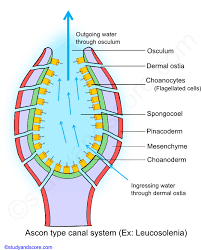 Outgoing water
through osculum
Osculum
Dermal ostia
Choanocytes
(Flagellated cells)
Spongocoel
Pinacoderm
Mesenchyme
Choanoderm
Ingressing water
through dermal ostia
Ascon type canal system (Ex: Leucosolenia)
©studyandscore.com